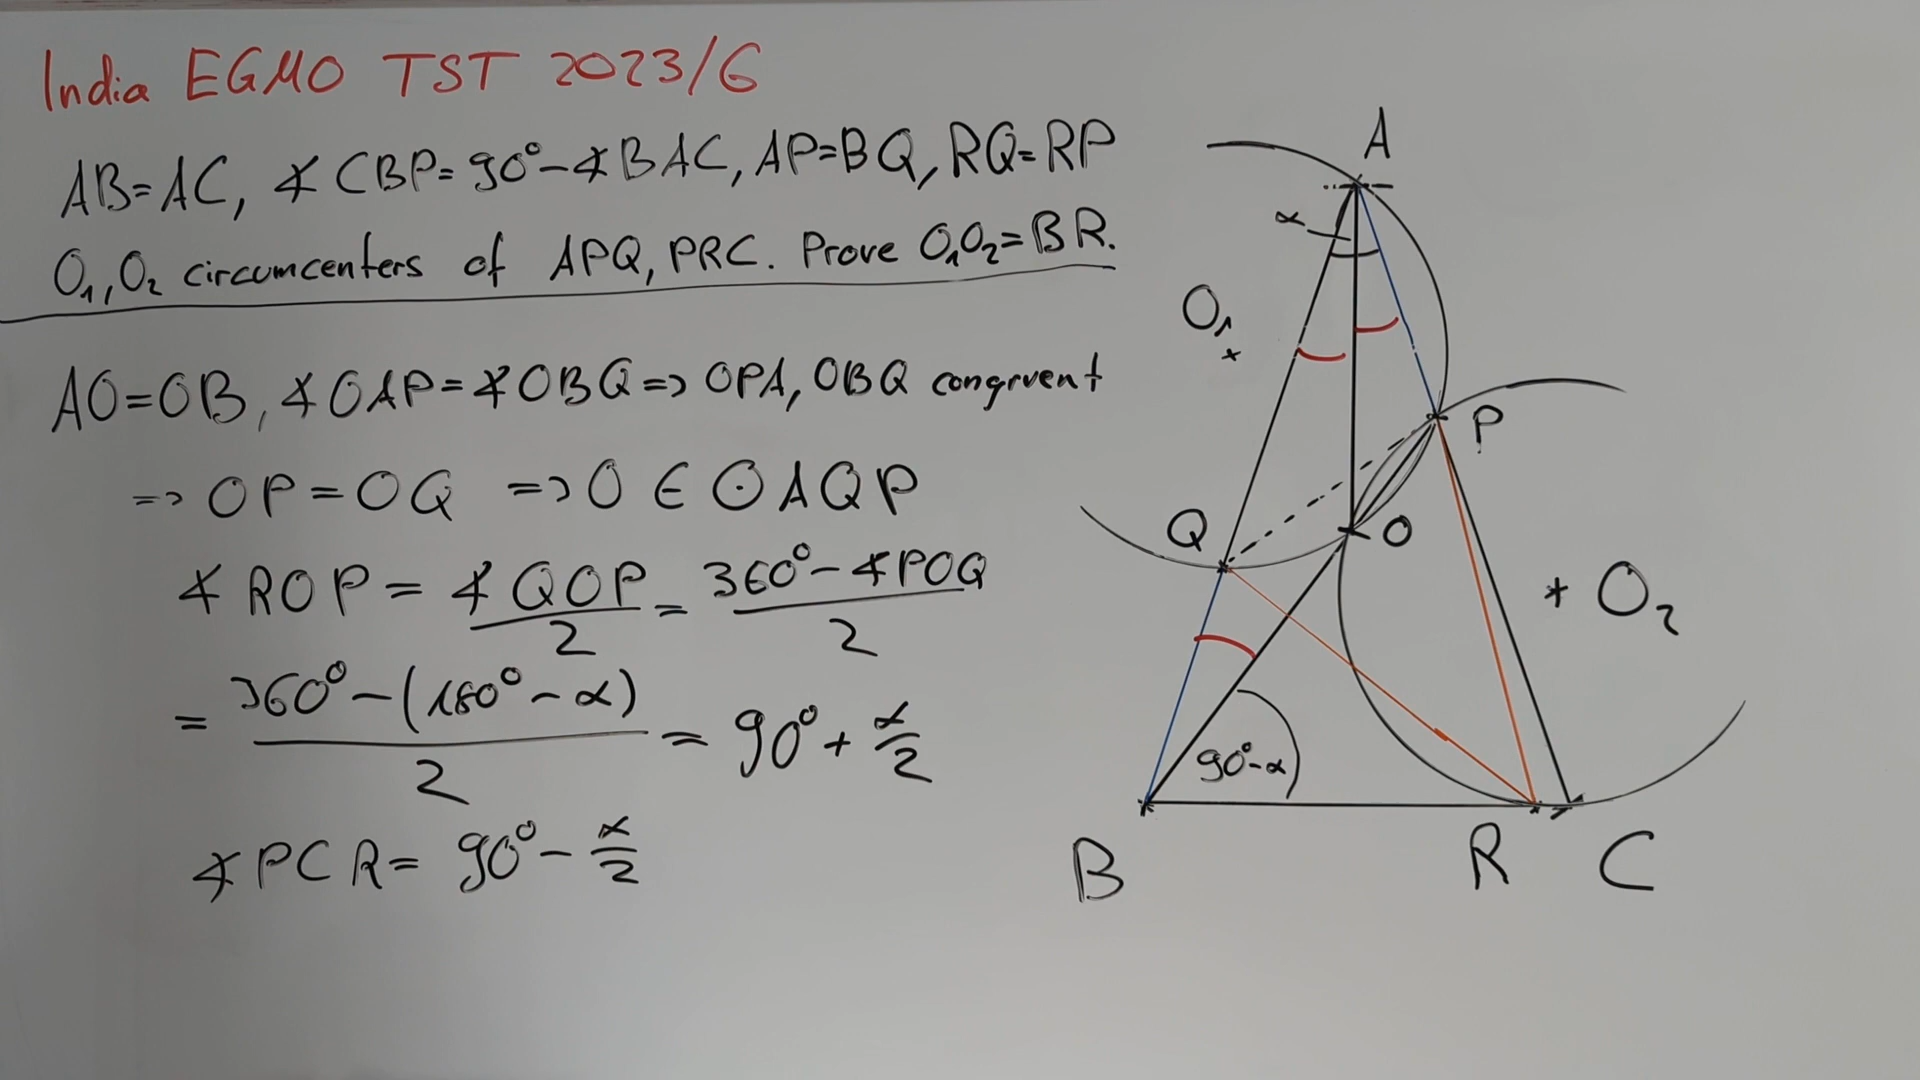 India EGMO TST 2023/6
AB=AC, ∢CBP=90°-∢BAC, AP=BQ, RQ=RP
O₁,O₂ circumcenters of APQ, PRC. Prove O₁O₂=BR.
AO=OB, ∢OAP=∢OBQ => OPA, OBQ congruent
=> OP=OQ => O ∈ ⊙AQP
∢ROP = ∢QOP/2 = (360°-∢POQ)/2
= (360°-(180°-α))/2 = 90°+α/2
∢PCR= 90°-α/2
A
α
O₁
P
Q
O
O₂
90°-α
B
R
C